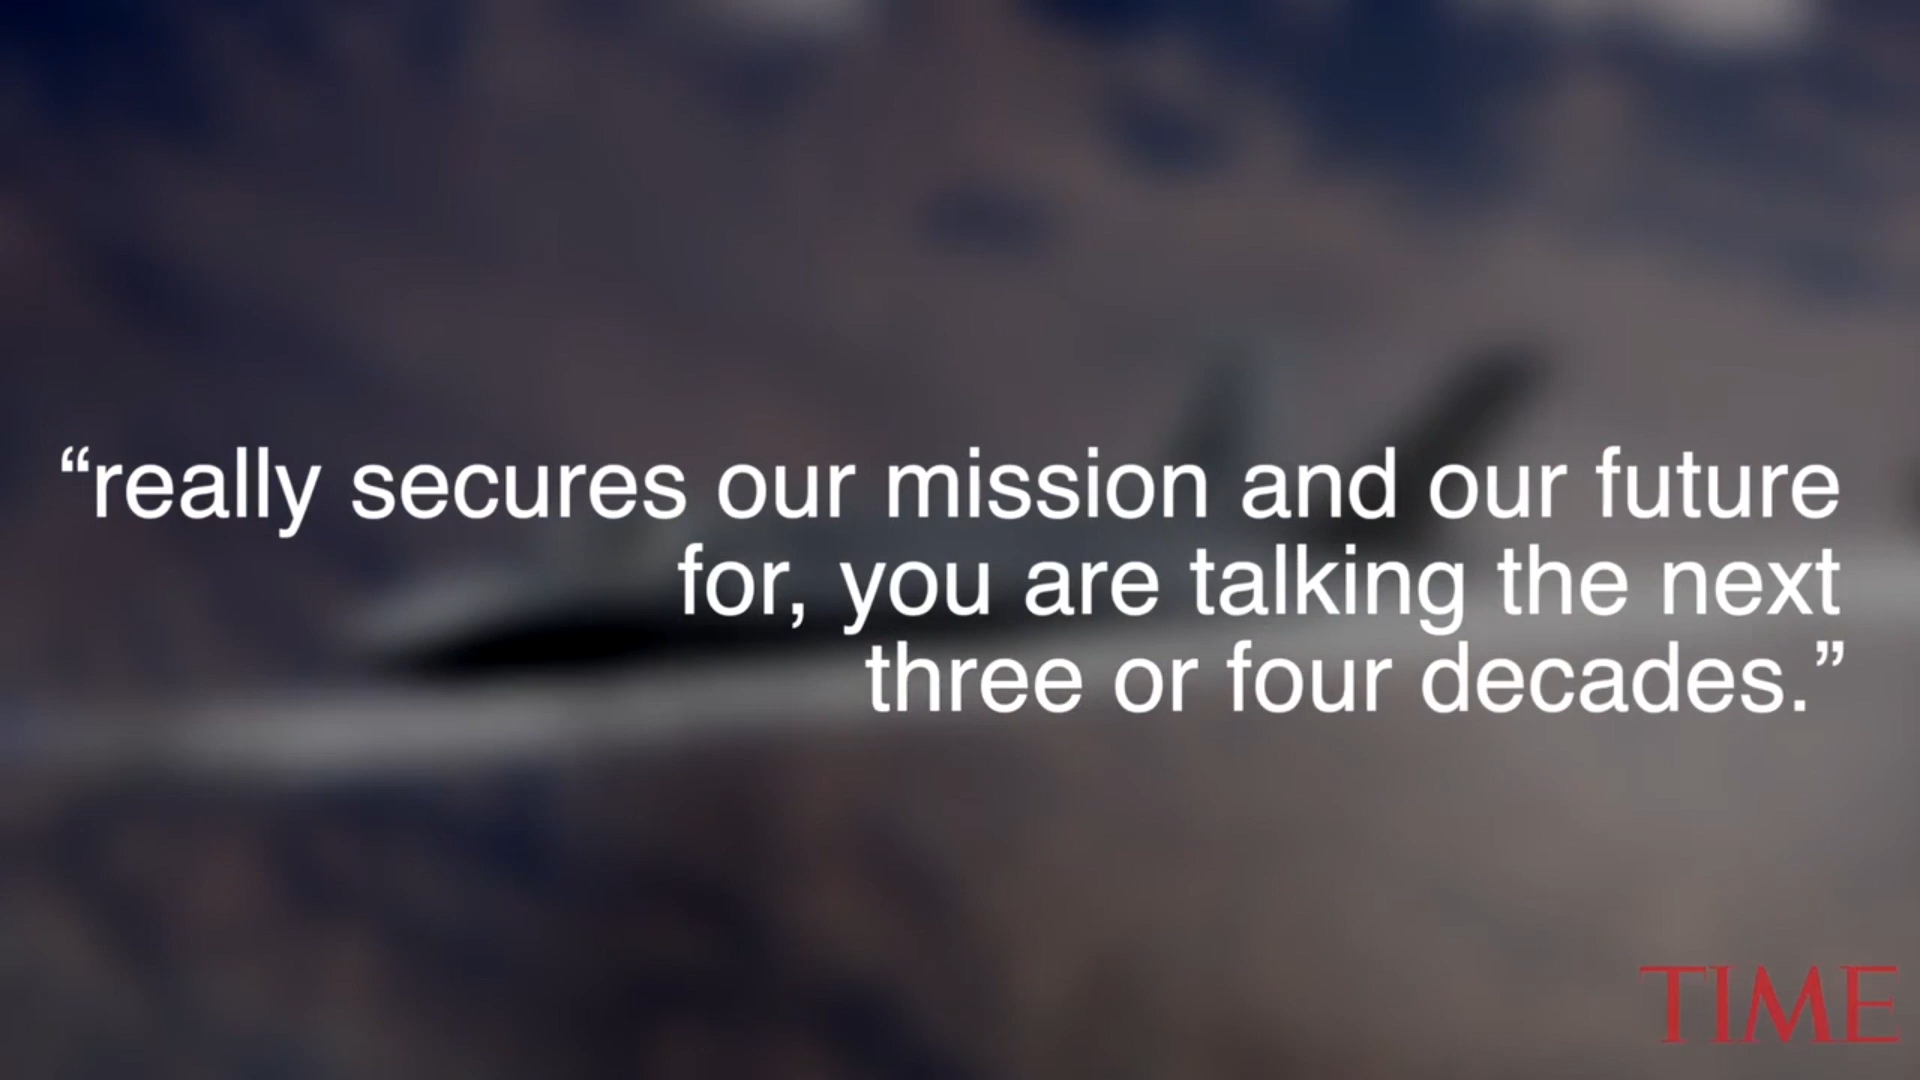 “really secures our mission and our future
for, you are talking the next
three or four decades.”
TIME